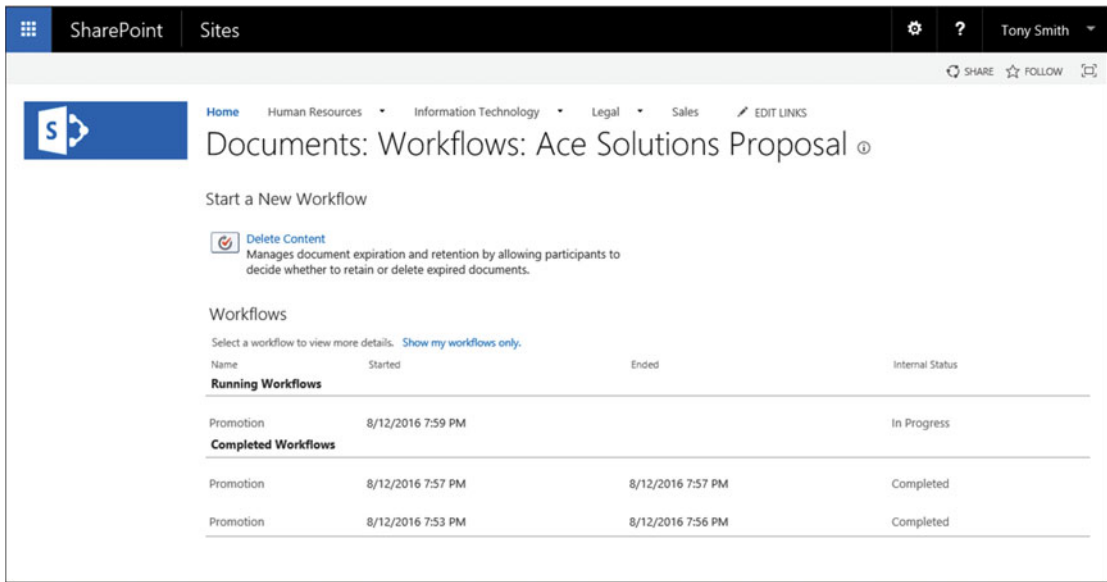 SharePoint Sites ? Tony Smith
SHARE FOLLOW
S
Home Human Resources Information Technology Legal Sales EDIT LINKS
Documents: Workflows: Ace Solutions Proposal
Start a New Workflow
Delete Content
Manages document expiration and retention by allowing participants to
decide whether to retain or delete expired documents.
Workflows
Select a workflow to view more details. Show my workflows only.
Name Started Ended Internal Status
Running Workflows
Promotion 8/12/2016 7:59 PM In Progress
Completed Workflows
Promotion 8/12/2016 7:57 PM 8/12/2016 7:57 PM Completed
Promotion 8/12/2016 7:53 PM 8/12/2016 7:56 PM Completed